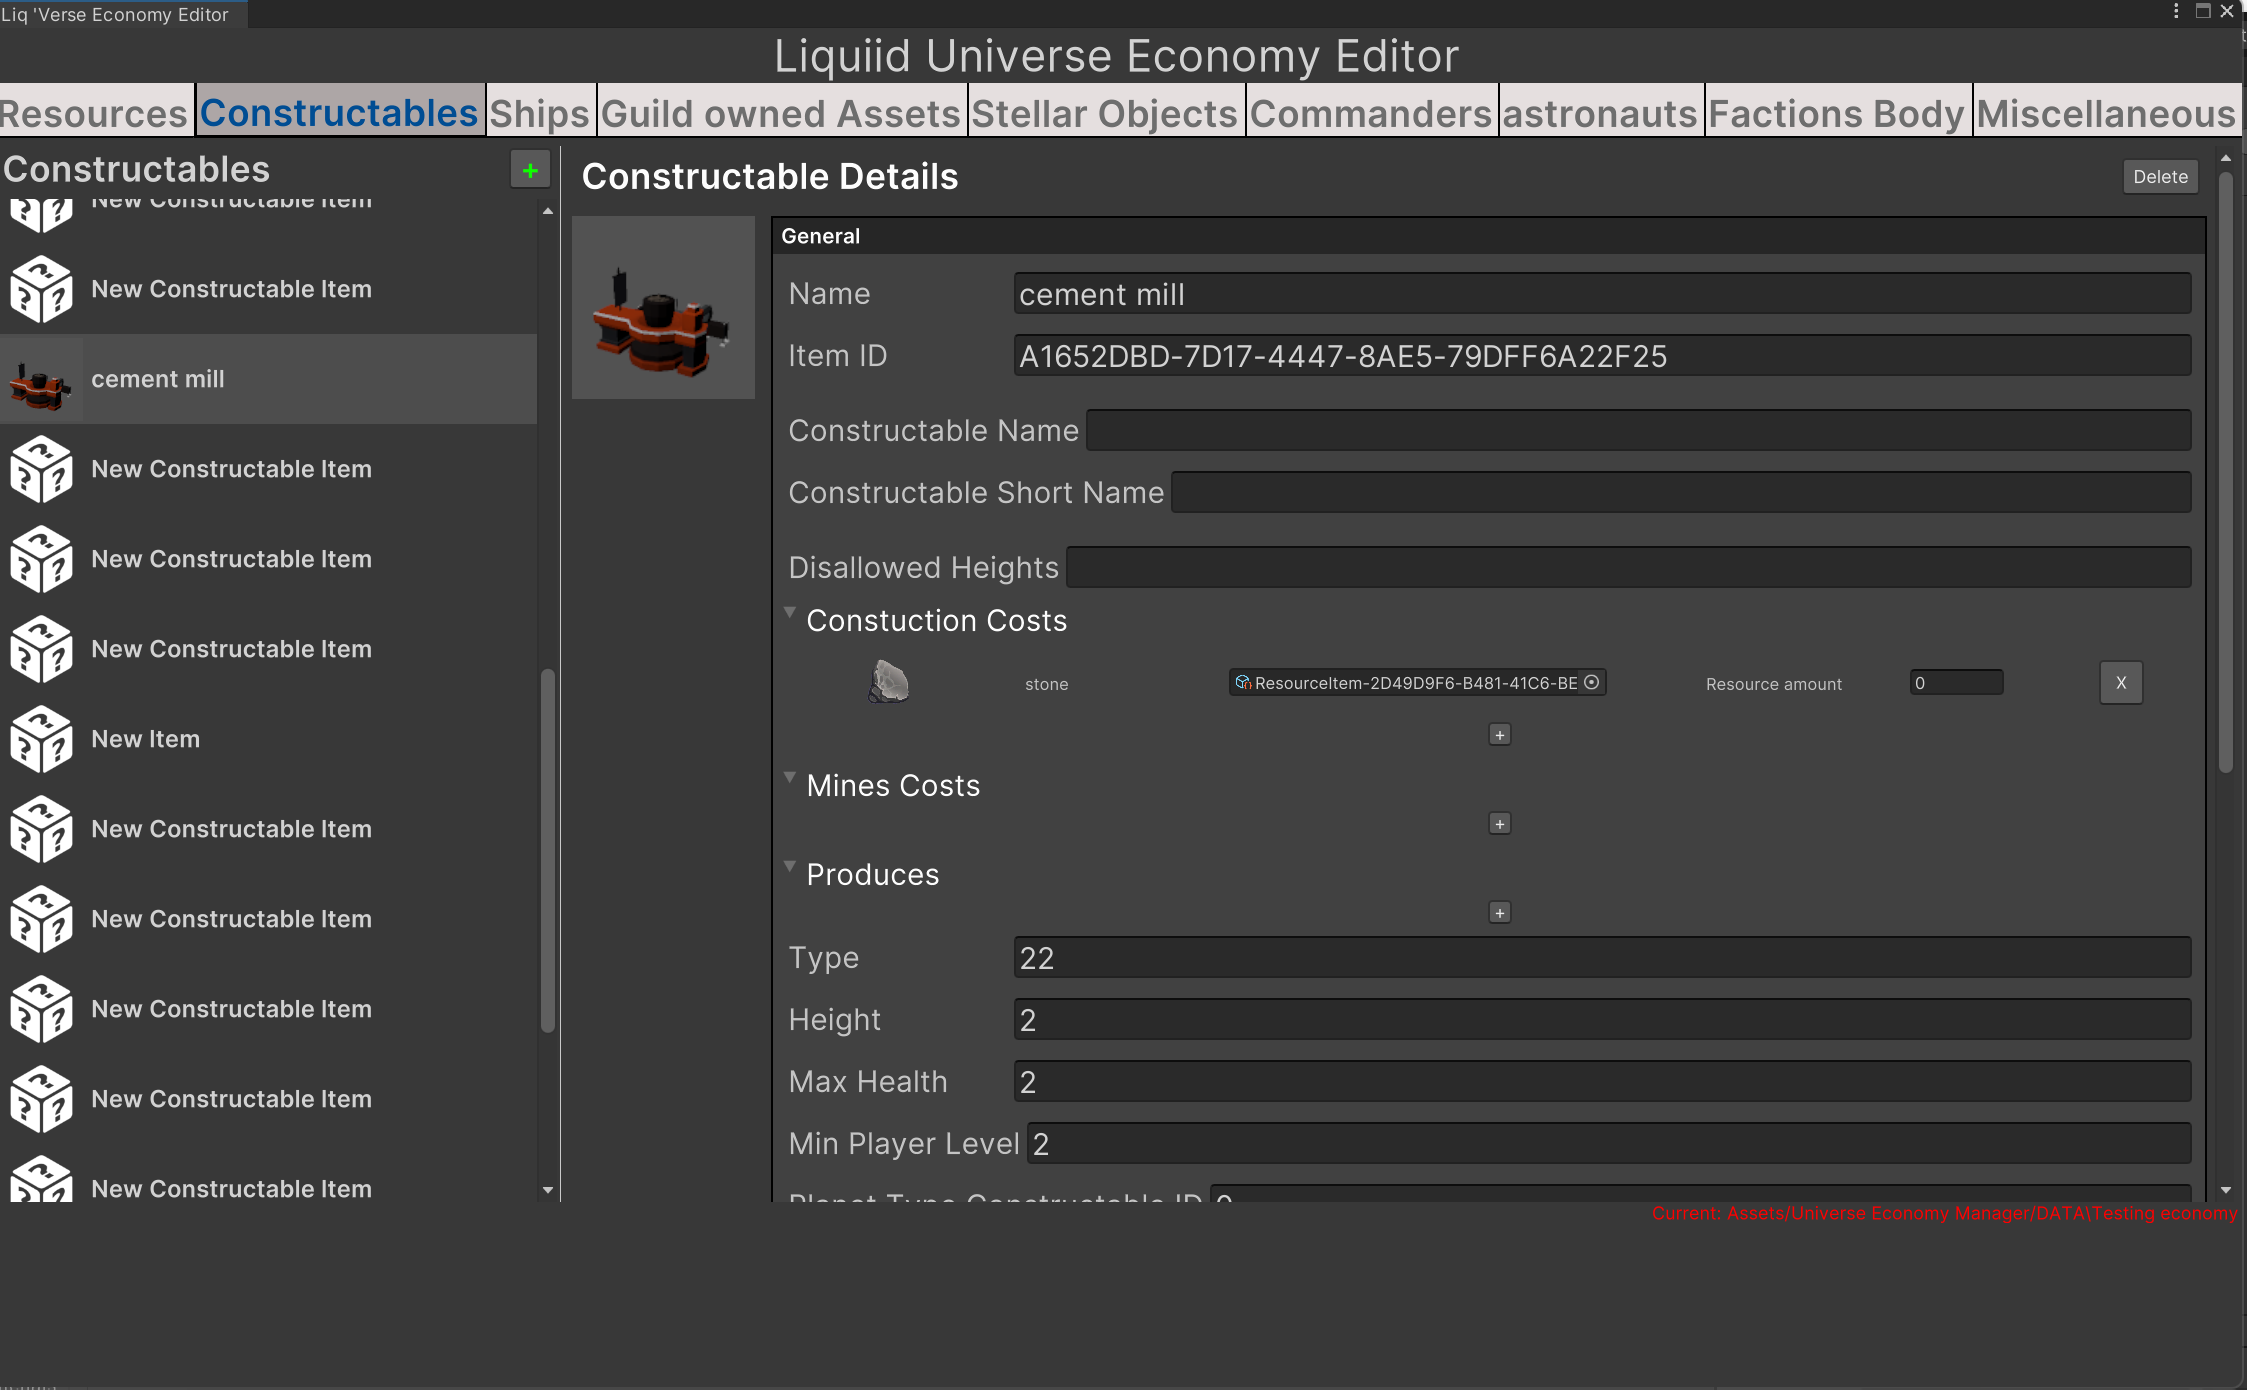 Liq 'Verse Economy Editor
Liquiid Universe Economy Editor
Resources Constructables Ships Guild owned Assets Stellar Objects Commanders astronauts Factions Body Miscellaneous
Constructables +
New Constructable Item
New Constructable Item
cement mill
New Constructable Item
New Constructable Item
New Constructable Item
New Item
New Constructable Item
New Constructable Item
New Constructable Item
New Constructable Item
New Constructable Item
Constructable Details Delete
General
Name cement mill
Item ID A1652DBD-7D17-4447-8AE5-79DFF6A22F25
Constructable Name
Constructable Short Name
Disallowed Heights
Constuction Costs
stone ResourceItem-2D49D9F6-B481-41C6-BE Resource amount 0 X
+
Mines Costs
+
Produces
+
Type 22
Height 2
Max Health 2
Min Player Level 2
Planet Type Constructable ID 0
Current: Assets/Universe Economy Manager/DATA\Testing economy